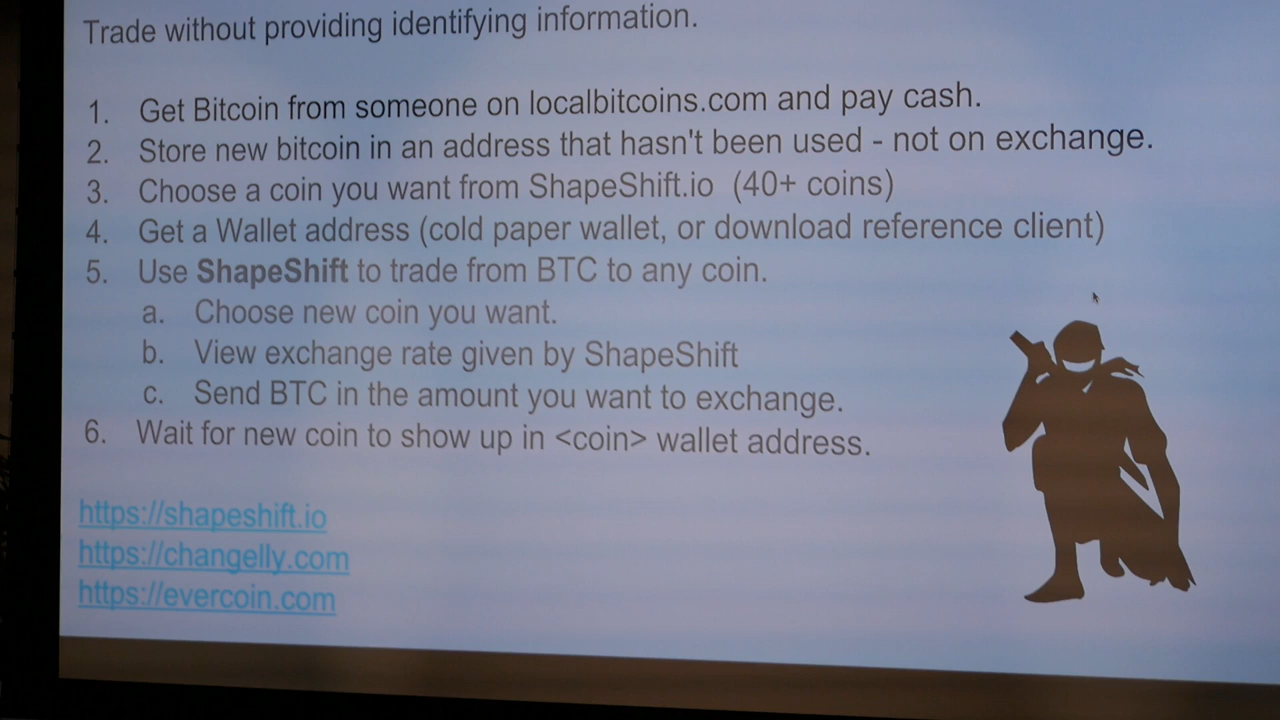 Trade without providing identifying information.
1. Get Bitcoin from someone on localbitcoins.com and pay cash.
2. Store new bitcoin in an address that hasn't been used - not on exchange.
3. Choose a coin you want from ShapeShift.io (40+ coins)
4. Get a Wallet address (cold paper wallet, or download reference client)
5. Use ShapeShift to trade from BTC to any coin.
a. Choose new coin you want.
b. View exchange rate given by ShapeShift
c. Send BTC in the amount you want to exchange.
6. Wait for new coin to show up in <coin> wallet address.
https://shapeshift.io
https://changelly.com
https://evercoin.com